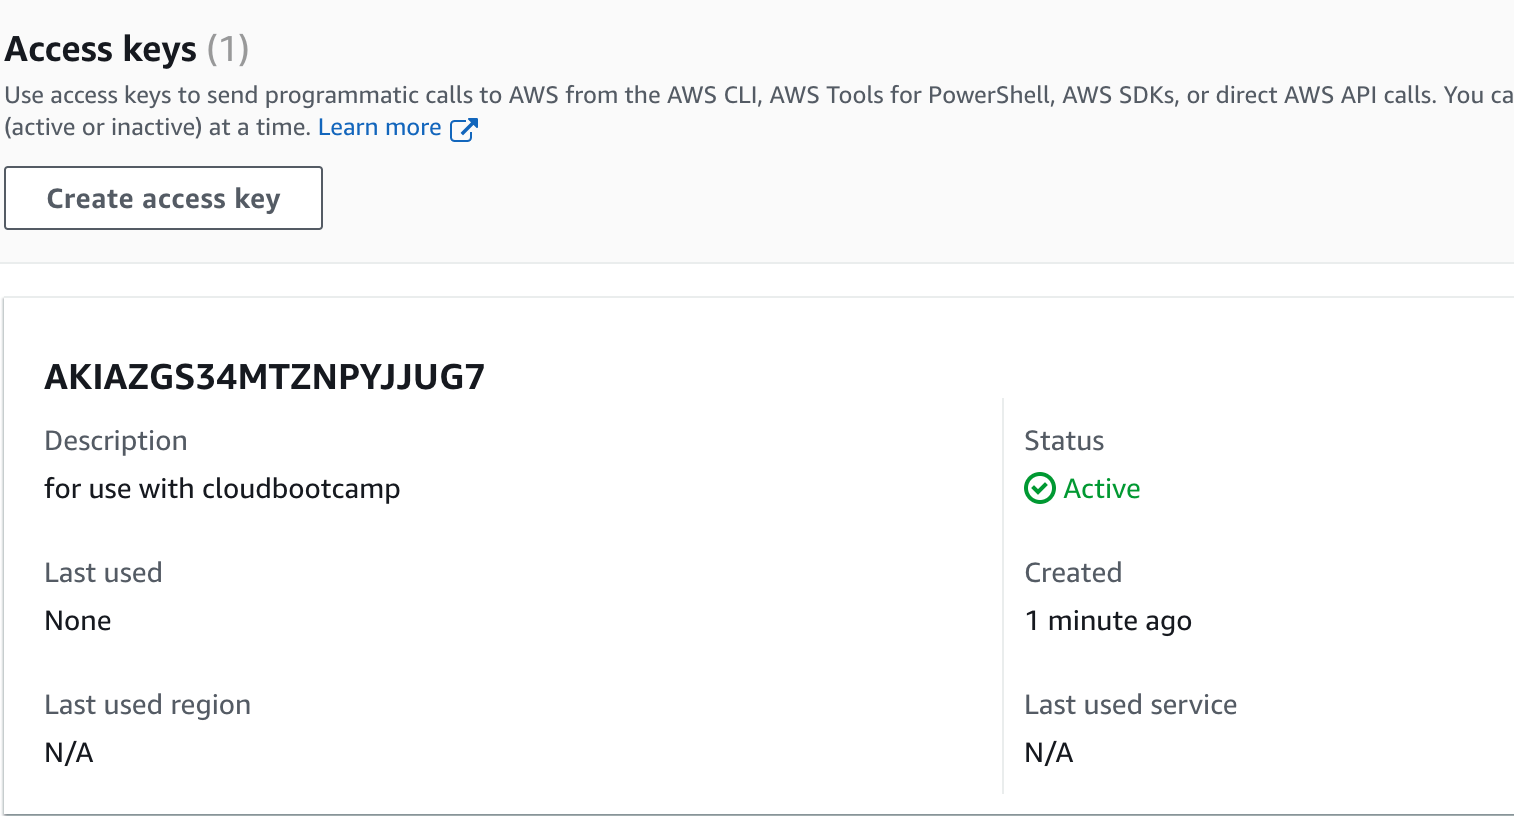 Access keys (1)
Use access keys to send programmatic calls to AWS from the AWS CLI, AWS Tools for PowerShell, AWS SDKs, or direct AWS API calls. You ca
(active or inactive) at a time. Learn more
Create access key
AKIAZGS34MTZNPYJJUG7
Description
for use with cloudbootcamp
Status
Active
Last used
None
Created
1 minute ago
Last used region
N/A
Last used service
N/A